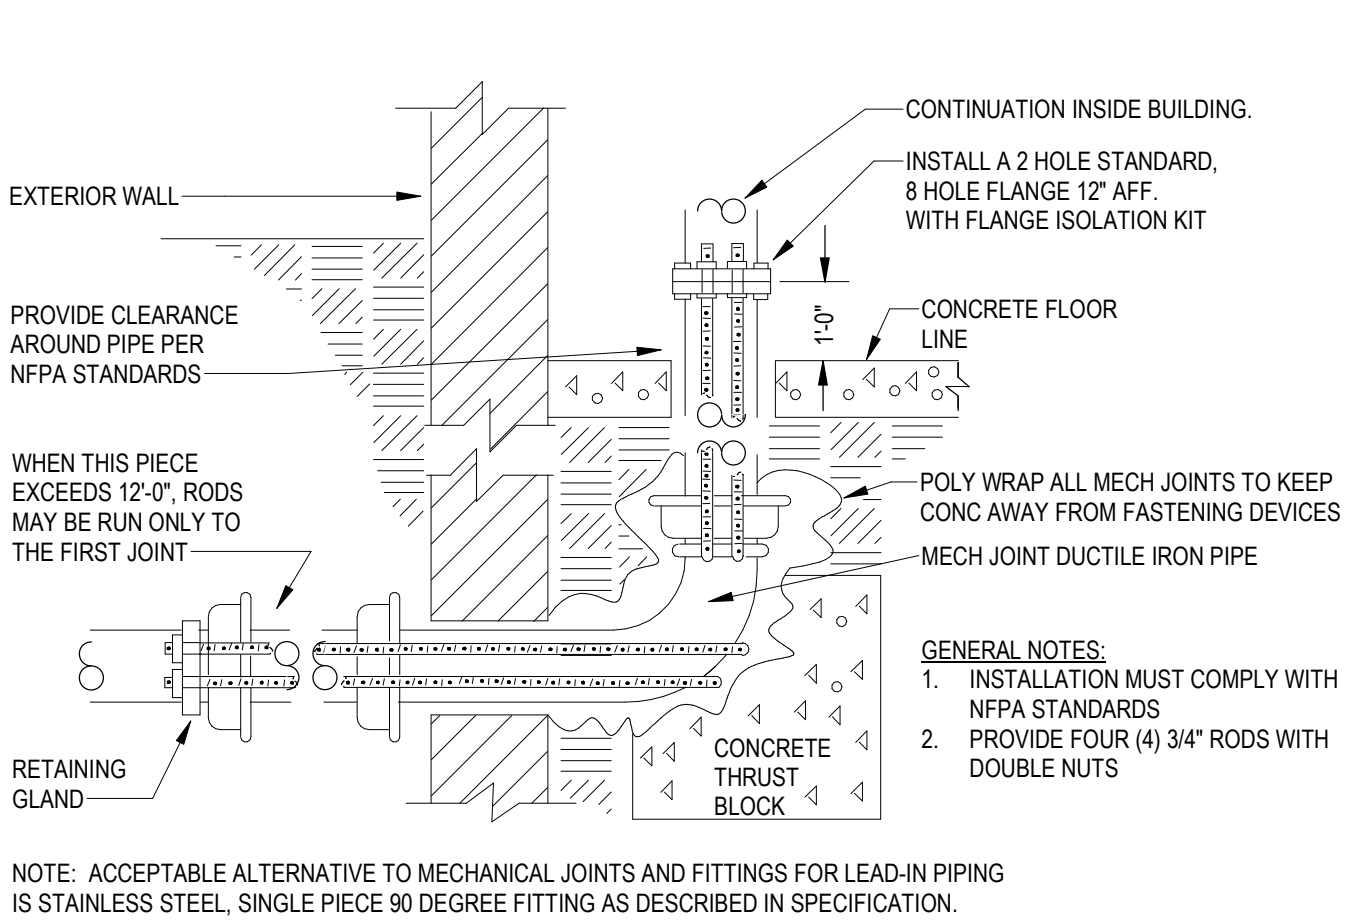 CONTINUATION INSIDE BUILDING.
INSTALL A 2 HOLE STANDARD,
8 HOLE FLANGE 12" AFF.
WITH FLANGE ISOLATION KIT
EXTERIOR WALL
PROVIDE CLEARANCE
AROUND PIPE PER
NFPA STANDARDS
1'-0"
CONCRETE FLOOR
LINE
WHEN THIS PIECE
EXCEEDS 12'-0", RODS
MAY BE RUN ONLY TO
THE FIRST JOINT
POLY WRAP ALL MECH JOINTS TO KEEP
CONC AWAY FROM FASTENING DEVICES
MECH JOINT DUCTILE IRON PIPE
GENERAL NOTES:
1. INSTALLATION MUST COMPLY WITH
NFPA STANDARDS
2. PROVIDE FOUR (4) 3/4" RODS WITH
DOUBLE NUTS
RETAINING
GLAND
CONCRETE
THRUST
BLOCK
NOTE: ACCEPTABLE ALTERNATIVE TO MECHANICAL JOINTS AND FITTINGS FOR LEAD-IN PIPING
IS STAINLESS STEEL, SINGLE PIECE 90 DEGREE FITTING AS DESCRIBED IN SPECIFICATION.